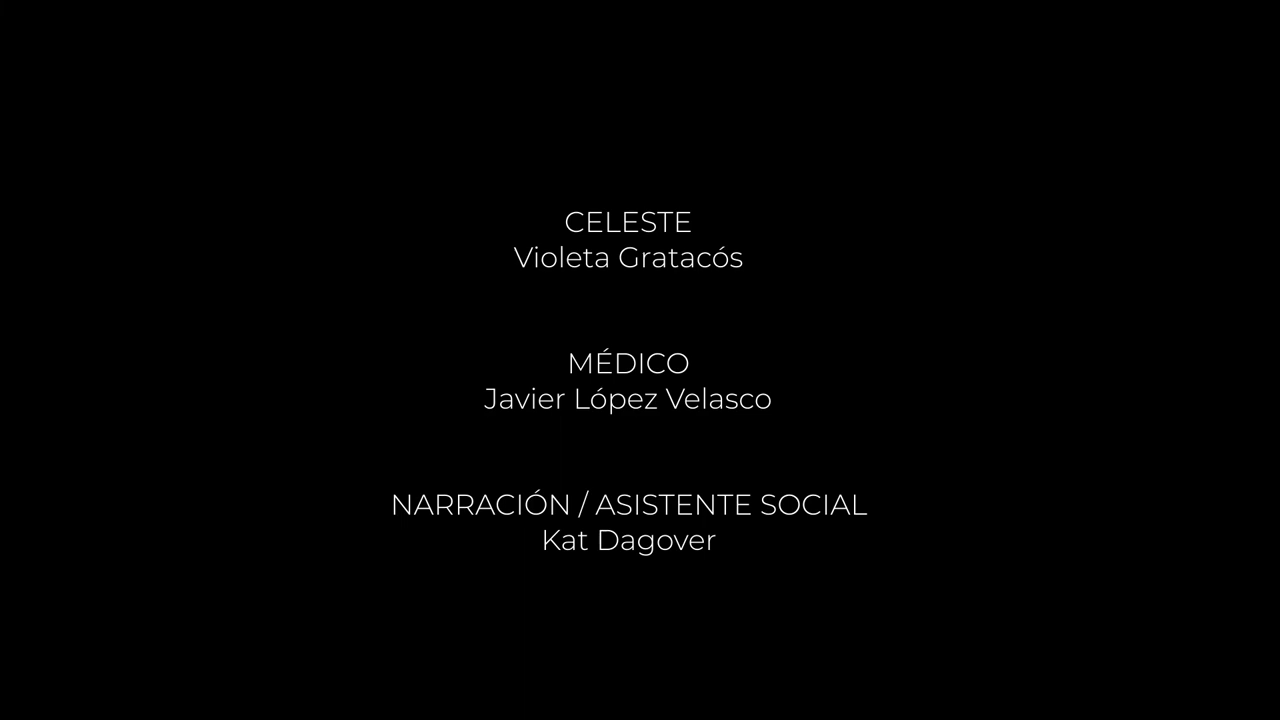 CELESTE
Violeta Gratacós
MÉDICO
Javier López Velasco
NARRACIÓN / ASISTENTE SOCIAL
Kat Dagover